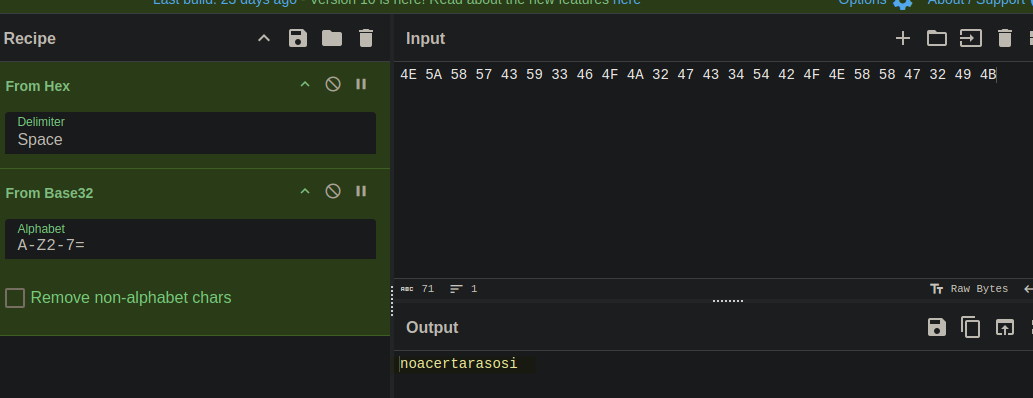 Last build: 25 days ago - Version 10 is here! Read about the new features here
Options
About / Support
Recipe
From Hex
Delimiter
Space
From Base32
Alphabet
A-Z2-7=
Remove non-alphabet chars
Input
4E 5A 58 57 43 59 33 46 4F 4A 32 47 43 34 54 42 4F 4E 58 58 47 32 49 4B
ABC 71
1
Tт Raw Bytes
Output
noacertarasosi